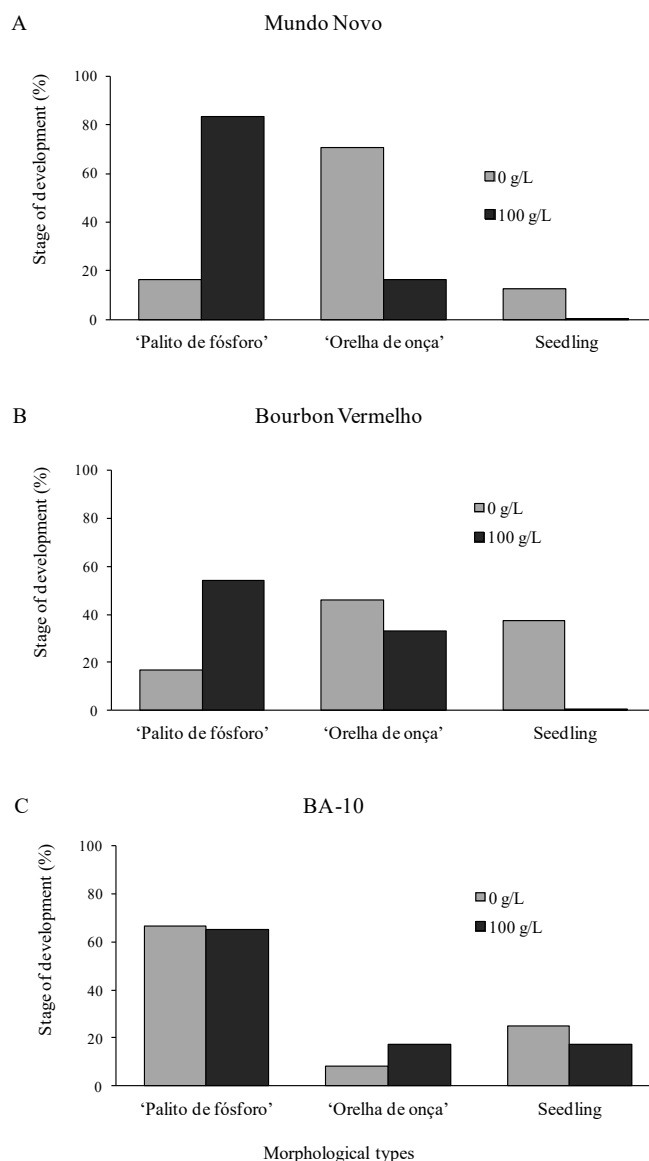 A
Mundo Novo
Stage of development (%)
100
80
60
40
20
0
0 g/L
100 g/L
‘Palito de fósforo’ ‘Orelha de onça’ Seedling
B
Bourbon Vermelho
Stage of development (%)
100
80
60
40
20
0
0 g/L
100 g/L
‘Palito de fósforo’ ‘Orelha de onça’ Seedling
C
BA-10
Stage of development (%)
100
80
60
40
20
0
0 g/L
100 g/L
‘Palito de fósforo’ ‘Orelha de onça’ Seedling
Morphological types